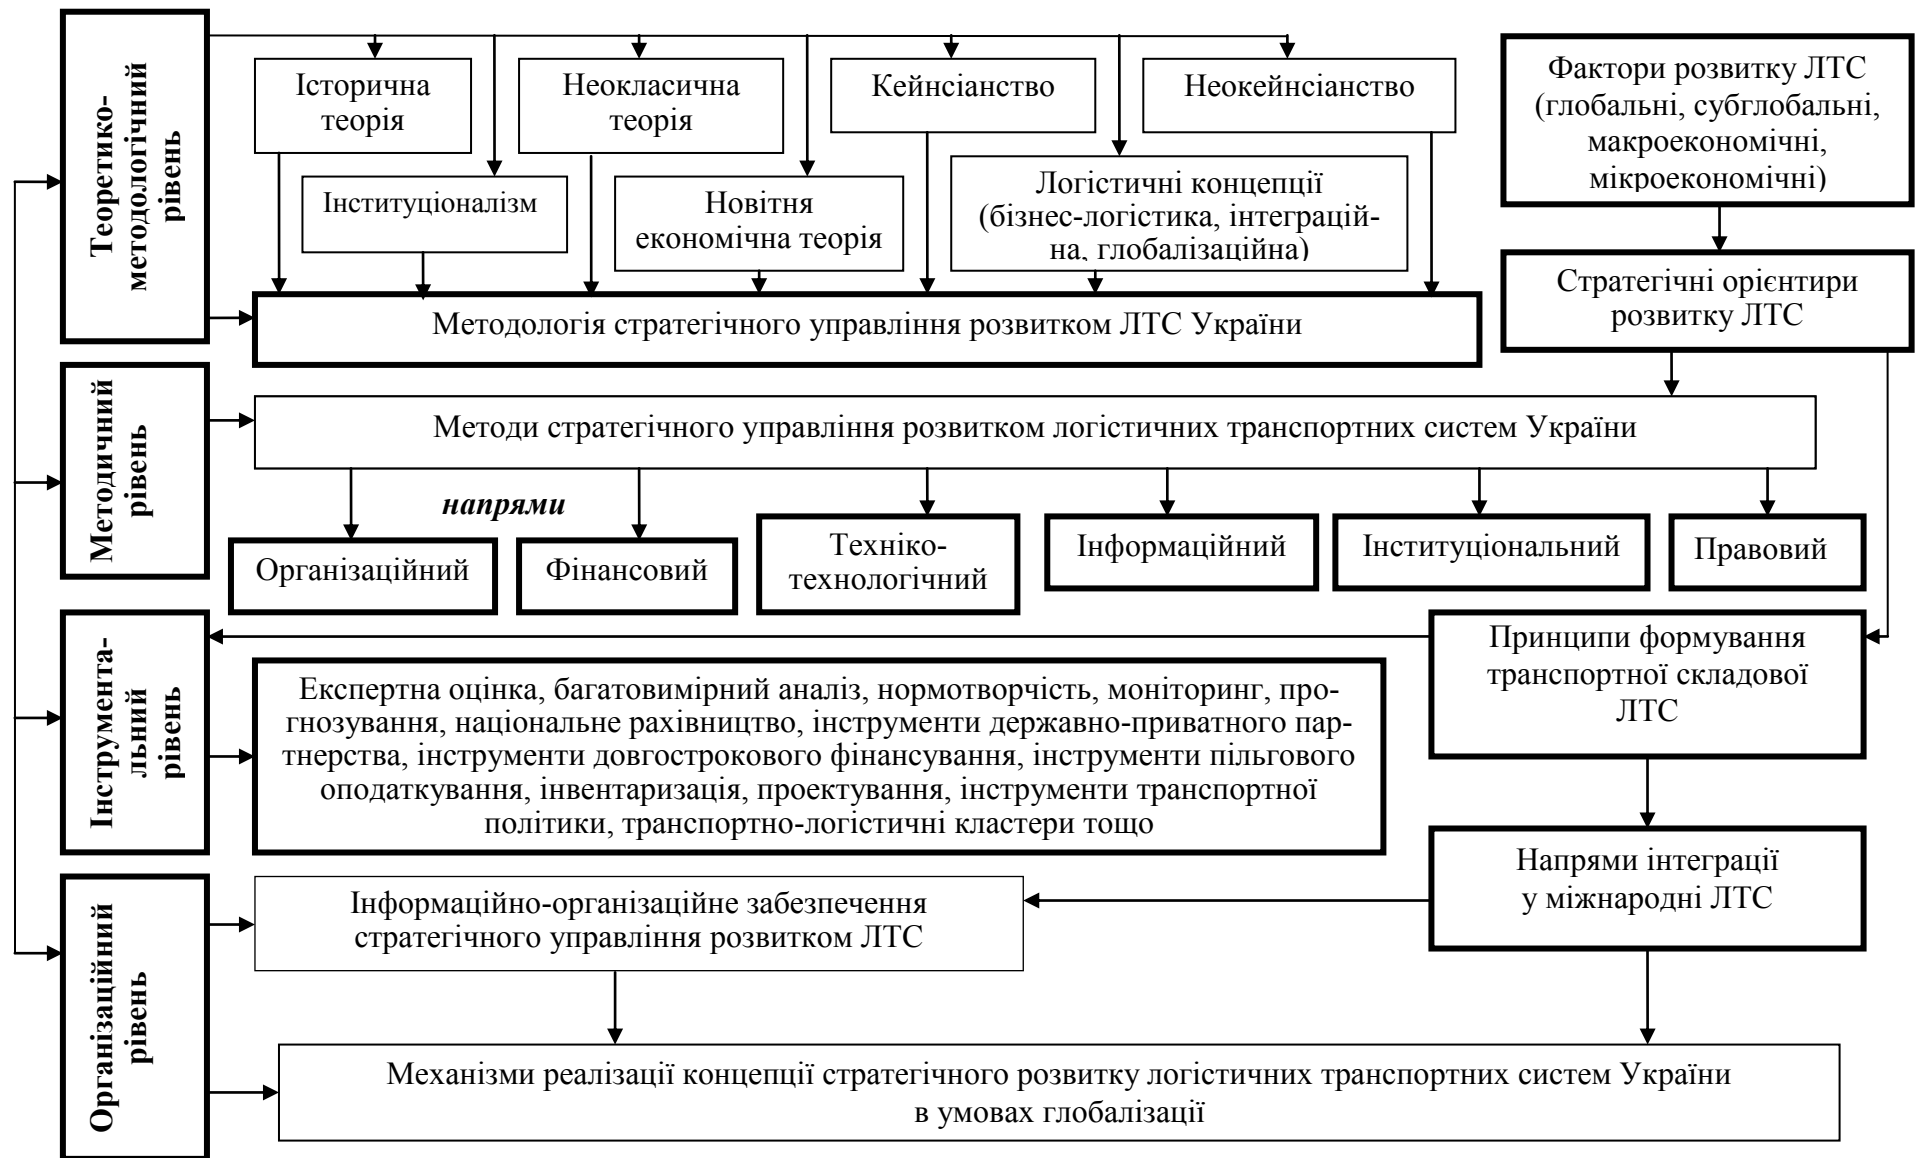 Теоретико-
методологічний
рівень
Історична
теорія
Неокласична
теорія
Кейнсіанство
Неокейнсіанство
Інституціоналізм
Новітня
економічна теорія
Логістичні концепції
(бізнес-логістика, інтеграцій-
на, глобалізаційна)
Методологія стратегічного управління розвитком ЛТС України
Фактори розвитку ЛТС
(глобальні, субглобальні,
макроекономічні,
мікроекономічні)
Стратегічні орієнтири
розвитку ЛТС
Методичний
рівень
Методи стратегічного управління розвитком логістичних транспортних систем України
напрями
Організаційний
Фінансовий
Техніко-
технологічний
Інформаційний
Інституціональний
Правовий
Інструмента-
льний
рівень
Експертна оцінка, багатовимірний аналіз, нормотворчість, моніторинг, про-
гнозування, національне рахівництво, інструменти державно-приватного пар-
тнерства, інструменти довгострокового фінансування, інструменти пільгового
оподаткування, інвентаризація, проектування, інструменти транспортної
політики, транспортно-логістичні кластери тощо
Принципи формування
транспортної складової
ЛТС
Напрями інтеграції
у міжнародні ЛТС
Організаційний
рівень
Інформаційно-організаційне забезпечення
стратегічного управління розвитком ЛТС
Механізми реалізації концепції стратегічного розвитку логістичних транспортних систем України
в умовах глобалізації